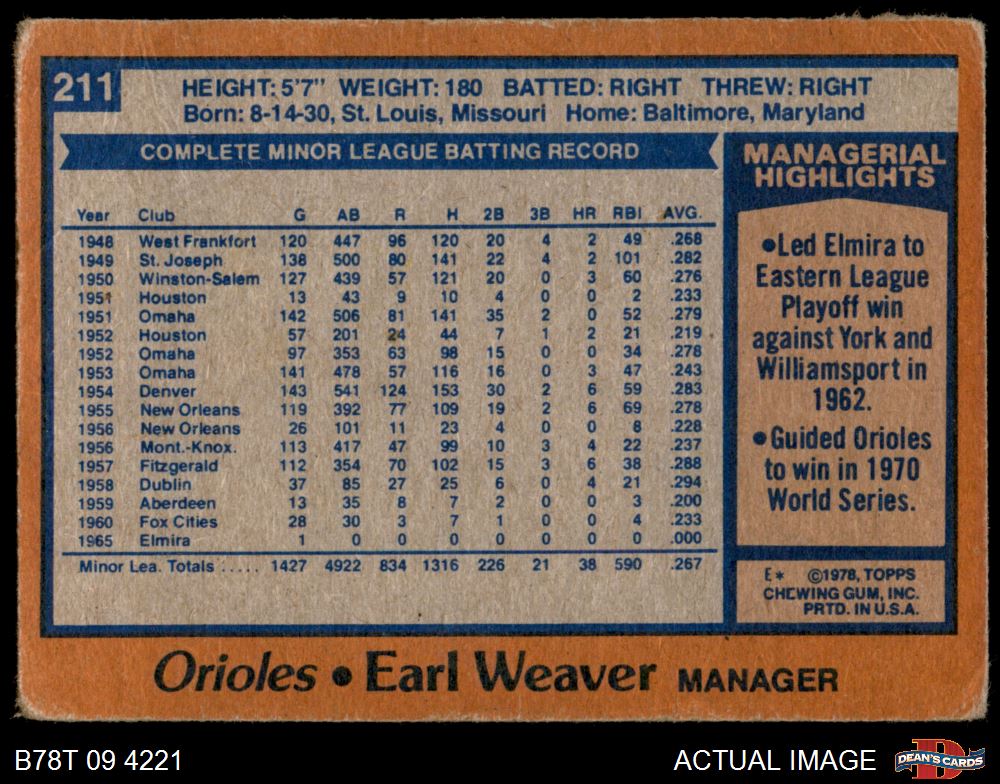 211
HEIGHT: 5'7" WEIGHT: 180 BATTED: RIGHT THREW: RIGHT
Born: 8-14-30, St. Louis, Missouri Home: Baltimore, Maryland
COMPLETE MINOR LEAGUE BATTING RECORD
Year Club G AB R H 2B 3B HR RBI AVG.
1948 West Frankfort 120 447 96 120 20 4 2 49 .268
1949 St. Joseph 138 500 80 141 22 4 2 101 .282
1950 Winston-Salem 127 439 57 121 20 0 3 60 .276
1951 Houston 13 43 9 10 4 0 0 2 .233
1951 Omaha 142 506 81 141 35 2 0 52 .279
1952 Houston 57 201 24 44 7 1 2 21 .219
1952 Omaha 97 353 63 98 15 0 0 34 .278
1953 Omaha 141 478 57 116 16 0 3 47 .243
1954 Denver 143 541 124 153 30 2 6 59 .283
1955 New Orleans 119 392 77 109 19 2 6 69 .278
1956 New Orleans 26 101 11 23 4 0 0 8 .228
1956 Mont.-Knox. 113 417 47 99 10 3 4 22 .237
1957 Fitzgerald 112 354 70 102 15 3 6 38 .288
1958 Dublin 37 85 27 25 6 0 4 21 .294
1959 Aberdeen 13 35 8 7 2 0 0 3 .200
1960 Fox Cities 28 30 3 7 1 0 0 4 .233
1965 Elmira 1 0 0 0 0 0 0 0 .000
Minor Lea. Totals ..... 1427 4922 834 1316 226 21 38 590 .267
MANAGERIAL
HIGHLIGHTS
•Led Elmira to
Eastern League
Playoff win
against York and
Williamsport in
1962.
•Guided Orioles
to win in 1970
World Series.
E* ©1978, TOPPS
CHEWING GUM, INC.
PRTD. IN U.S.A.
Orioles • Earl Weaver MANAGER
B78T 09 4221
ACTUAL IMAGE
D
DEAN'S CARDS